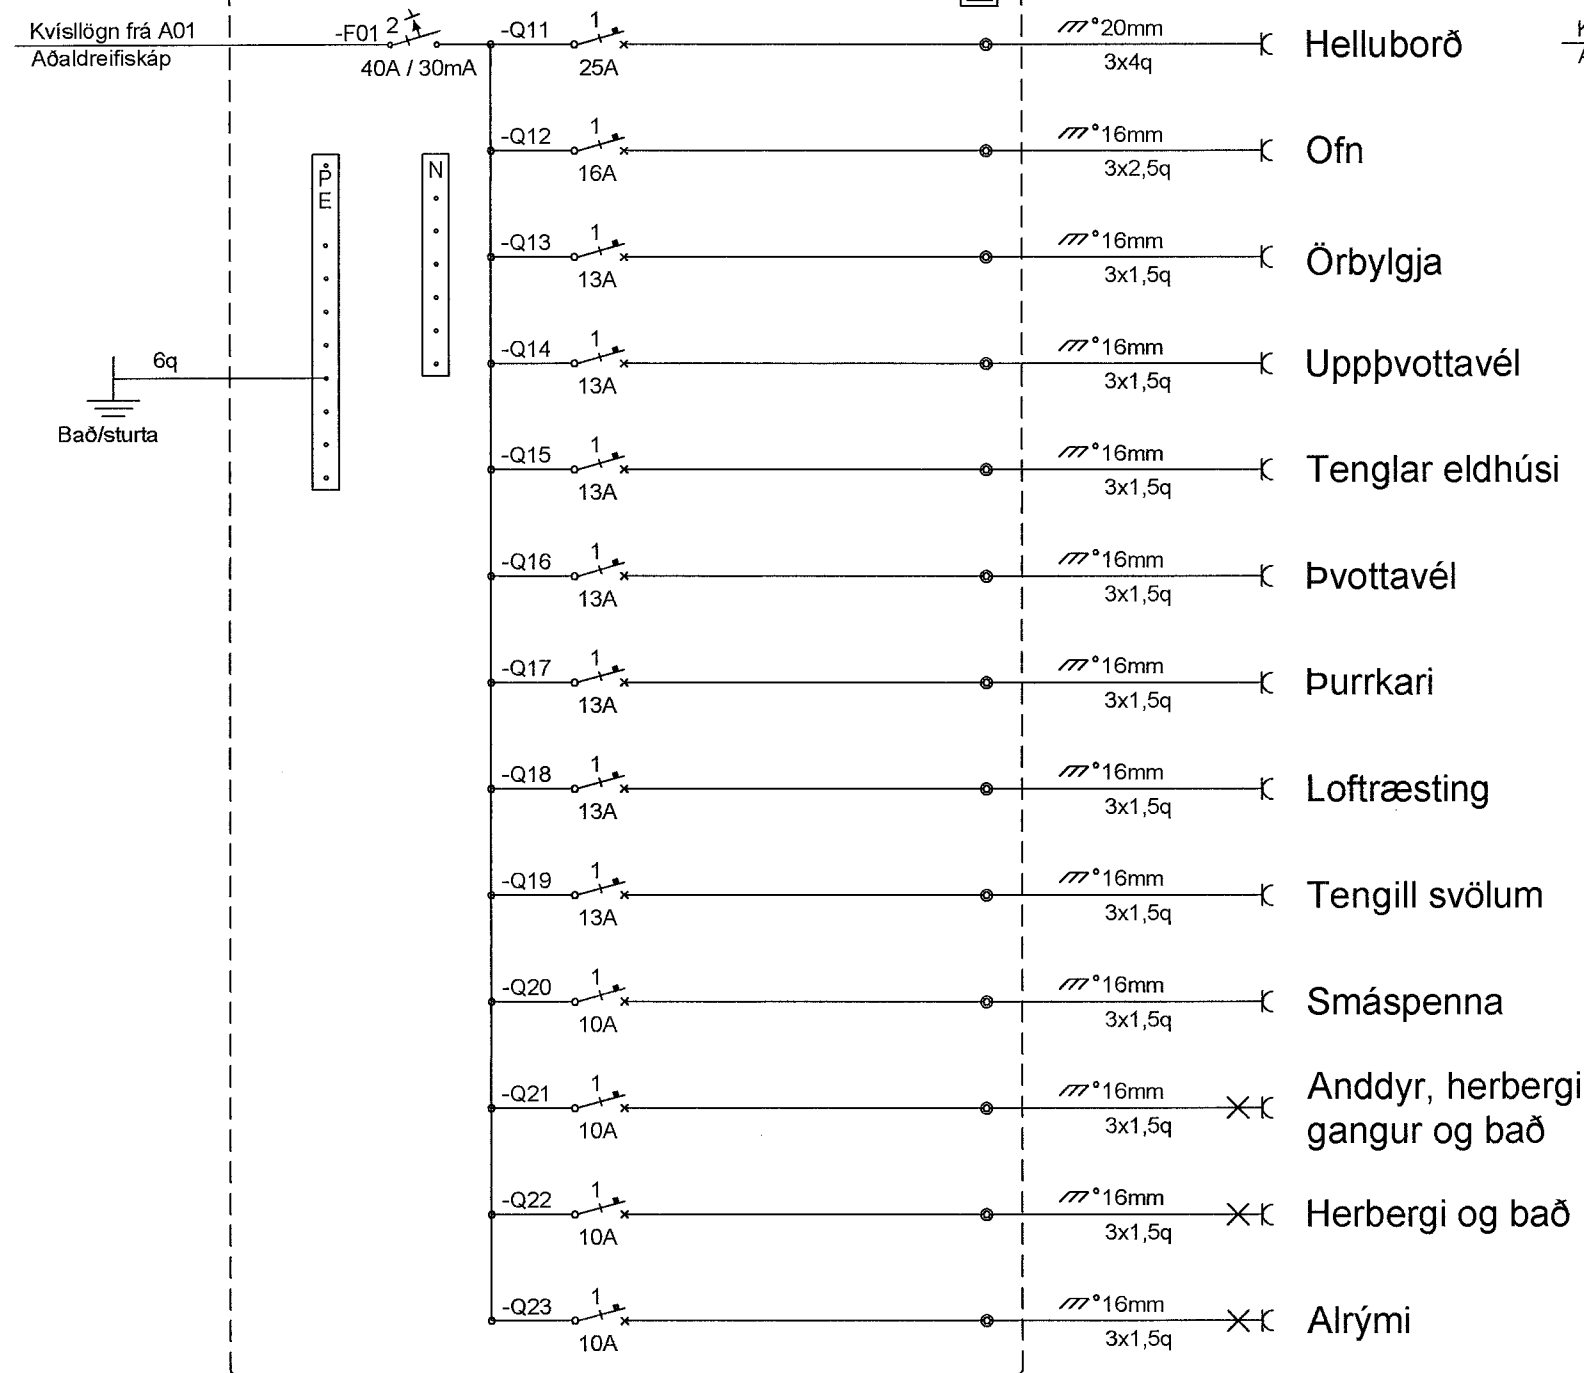 Kvísllögn frá A01
Aðaldreifiskáp
-F01 2
40A / 30mA
-Q11 1
25A
20mm
3x4q
Helluborð
-Q12 1
16A
16mm
3x2,5q
Ofn
PE
N
-Q13 1
13A
16mm
3x1,5q
Örbylgja
-Q14 1
13A
16mm
3x1,5q
Uppþvottavél
6q
Bað/sturta
-Q15 1
13A
16mm
3x1,5q
Tenglar eldhúsi
-Q16 1
13A
16mm
3x1,5q
Þvottavél
-Q17 1
13A
16mm
3x1,5q
Þurrkari
-Q18 1
13A
16mm
3x1,5q
Loftræsting
-Q19 1
13A
16mm
3x1,5q
Tengill svölum
-Q20 1
10A
16mm
3x1,5q
Smáspenna
-Q21 1
10A
16mm
3x1,5q
Anddyr, herbergi
gangur og bað
-Q22 1
10A
16mm
3x1,5q
Herbergi og bað
-Q23 1
10A
16mm
3x1,5q
Alrými